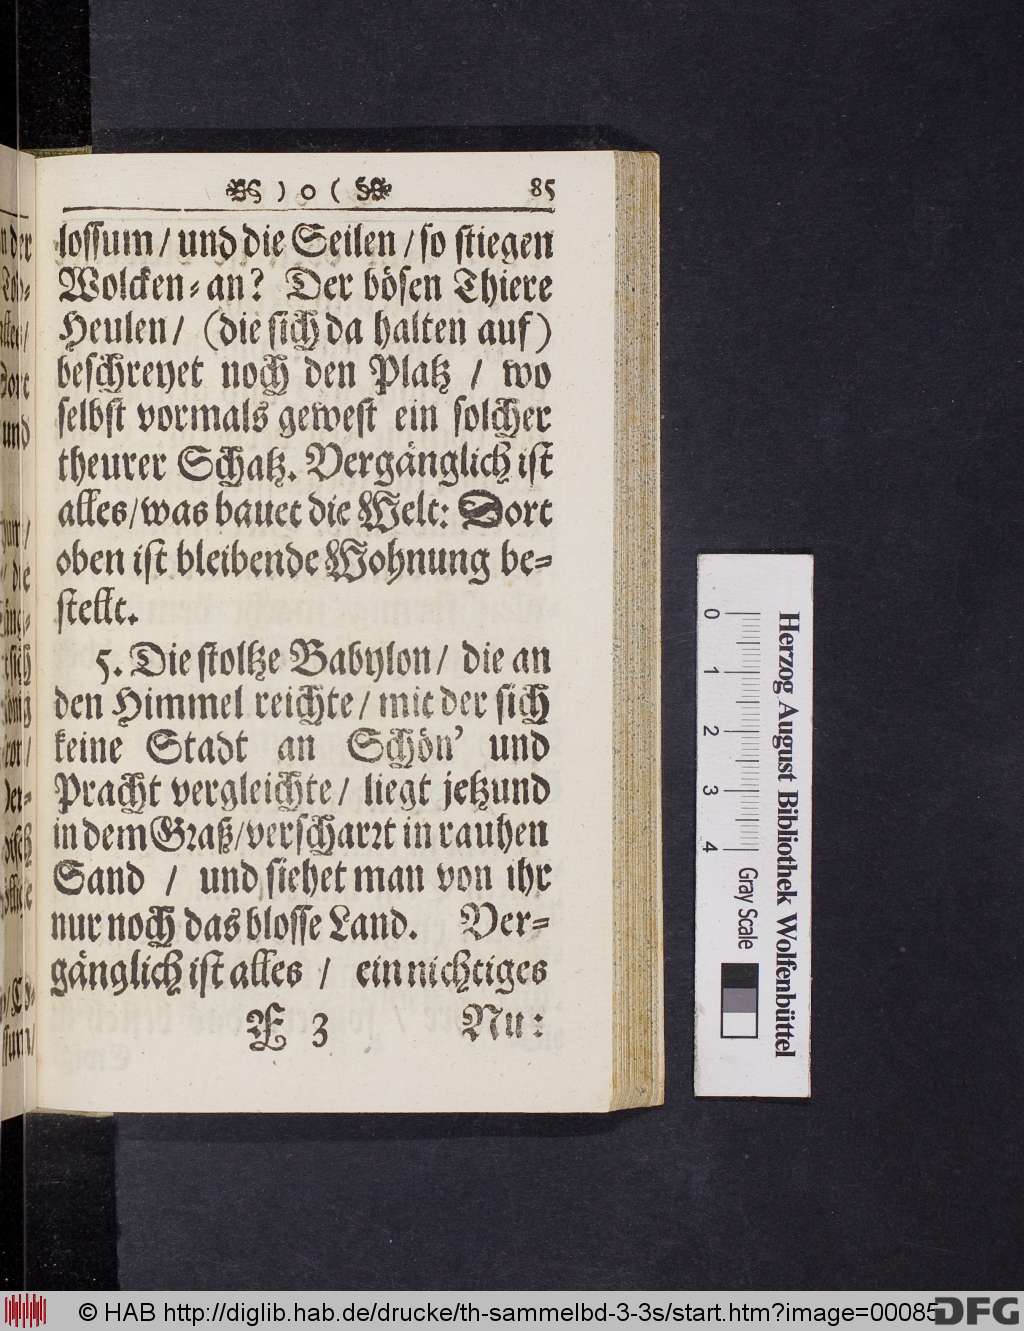 ) o ( 85
lossum / und die Seilen / so stiegen
Wolcken-an? Der bösen Thiere
Heulen / (die sich da halten auf)
beschreyet noch den Platz / wo
selbst vormals gewest ein solcher
theurer Schatz. Vergänglich ist
alles / was bauet die Welt: Dort
oben ist bleibende Wohnung be-
stellt.
5. Die stoltze Babylon / die an
den Himmel reichte / mit der sich
keine Stadt an Schön' und
Pracht vergleichte / liegt jetzund
in dem Graß / verscharrt in rauhen
Sand / und siehet man von ihr
nur noch das blosse Land. Ver-
gänglich ist alles / ein nichtiges
F 3 Nu:
Herzog August Bibliothek Wolfenbüttel
0 1 2 3 4 Gray Scale
© HAB http://diglib.hab.de/drucke/th-sammelbd-3-3s/start.htm?image=00085
DFG